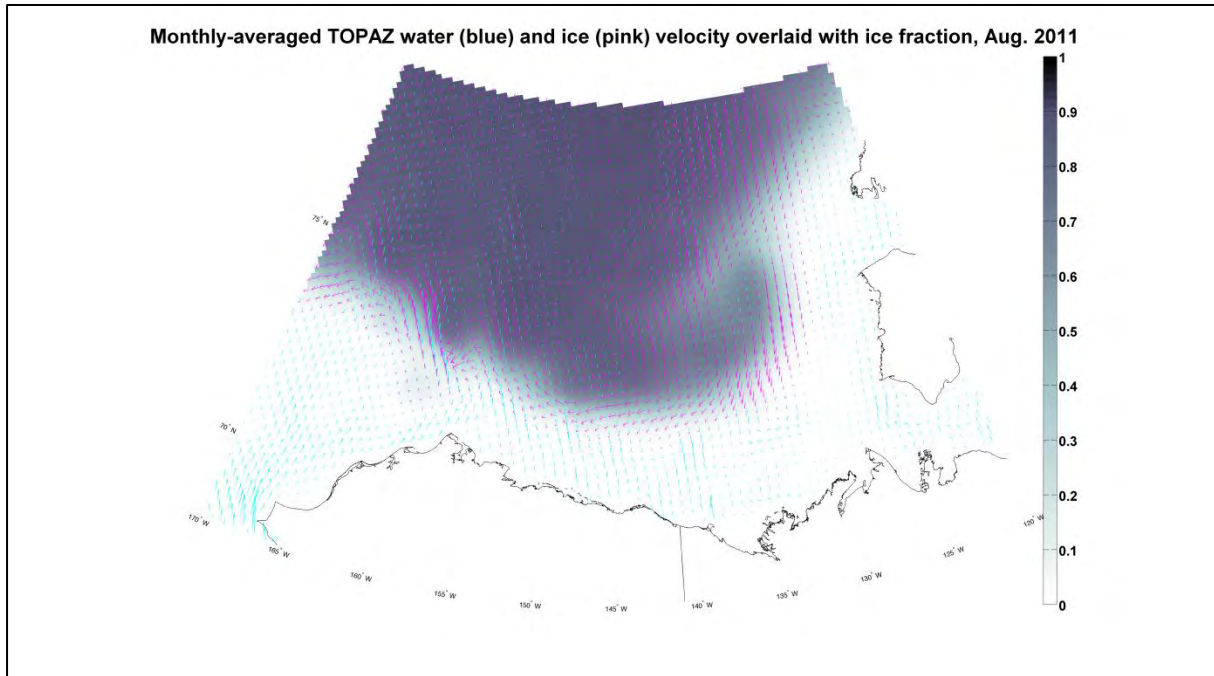 Monthly-averaged TOPAZ water (blue) and ice (pink) velocity overlaid with ice fraction, Aug. 2011
1
0.9
0.8
0.7
0.6
0.5
0.4
0.3
0.2
0.1
0
75° N
70° N
170° W
165° W
160° W
155° W
150° W
145° W
140° W
135° W
130° W
125° W
120° W